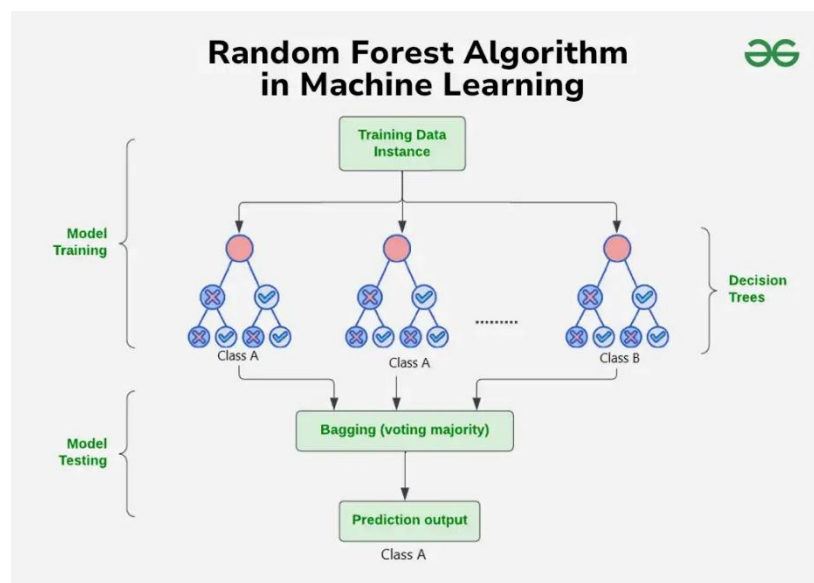 Random Forest Algorithm
in Machine Learning
Training Data
Instance
Model
Training
Decision
Trees
.........
Class A
Class A
Class B
Bagging (voting majority)
Model
Testing
Prediction output
Class A